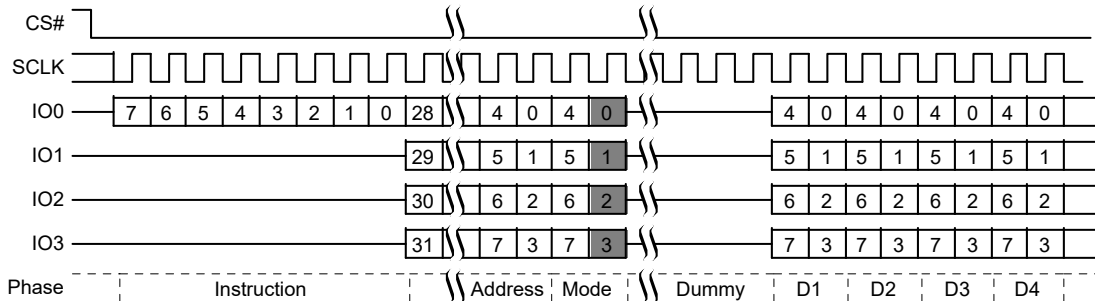 CS#
SCLK
IO0 7 6 5 4 3 2 1 0 28 4 0 4 0 4 0 4 0 4 0 4 0
IO1 29 5 1 5 1 5 1 5 1 5 1 5 1
IO2 30 6 2 6 2 6 2 6 2 6 2 6 2
IO3 31 7 3 7 3 7 3 7 3 7 3 7 3
Phase Instruction Address Mode Dummy D1 D2 D3 D4